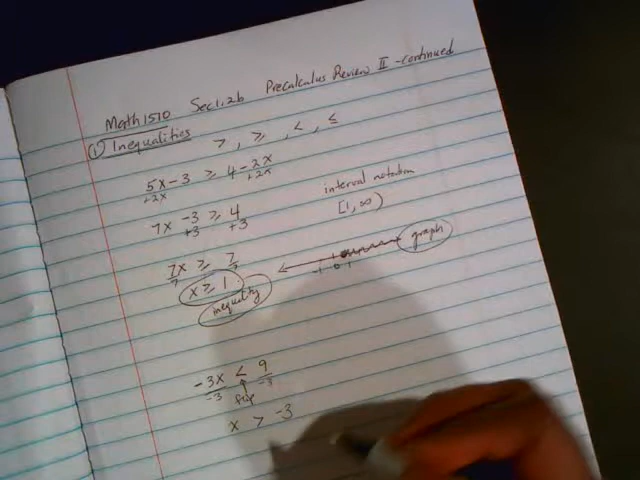 Math 1510 Sec 1.2b Precalculus Review II - continued
① Inequalities >, ≥, <, ≤
5x - 3 ≥ 4 - 2x
+2x +2x
7x - 3 ≥ 4
+3 +3
interval notation
[1, ∞)
7x ≥ 7
7 7
x ≥ 1
inequality
graph
-1 0 1
-3x < 9
-3 -3
flip
x > -3